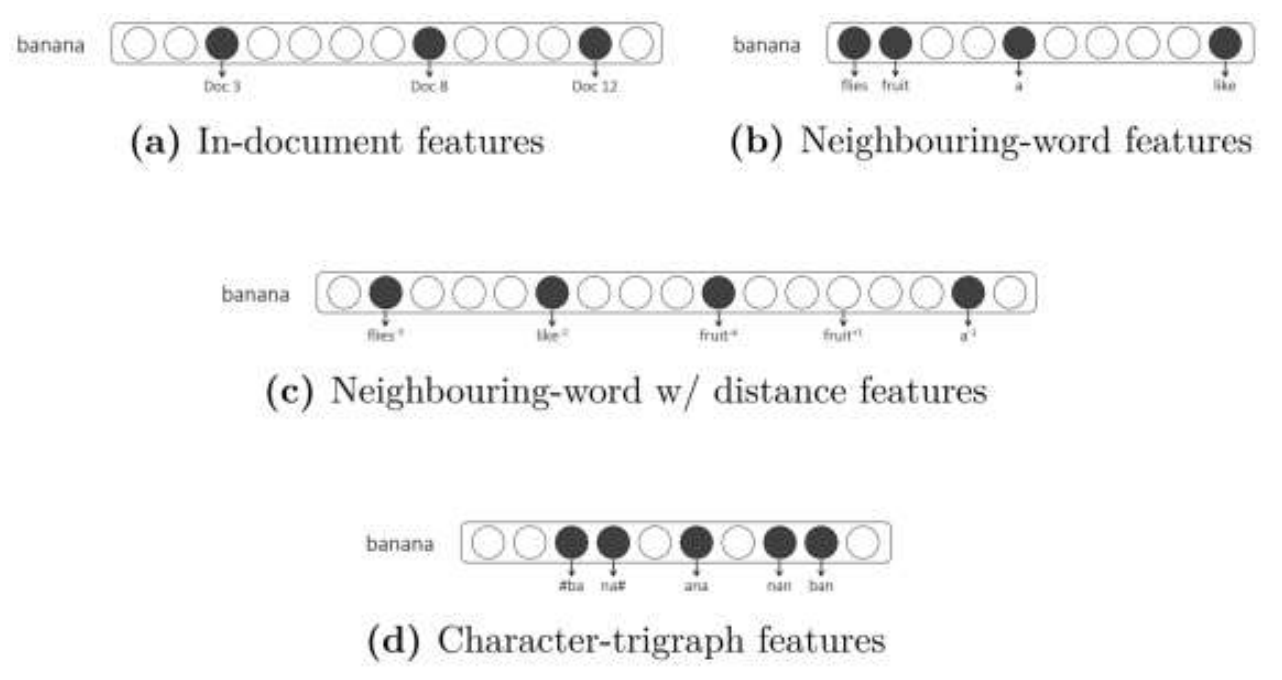 banana
Doc 3 Doc 8 Doc 12
(a) In-document features
banana
flies fruit a like
(b) Neighbouring-word features
banana
flies like fruit fruit⁺¹ a
(c) Neighbouring-word w/ distance features
banana
#ba na# ana nan ban
(d) Character-trigraph features